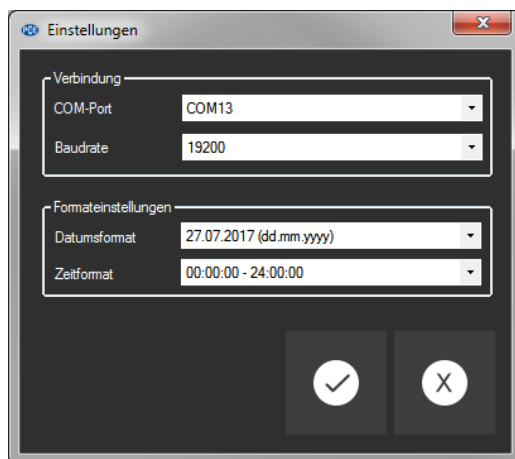 PCE Einstellungen
Verbindung
COM-Port COM13
Baudrate 19200
Formateinstellungen
Datumsformat 27.07.2017 (dd.mm.yyyy)
Zeitformat 00:00:00 - 24:00:00
X